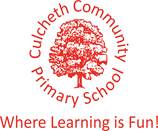 Culcheth Community
Primary School
Where Learning is Fun!